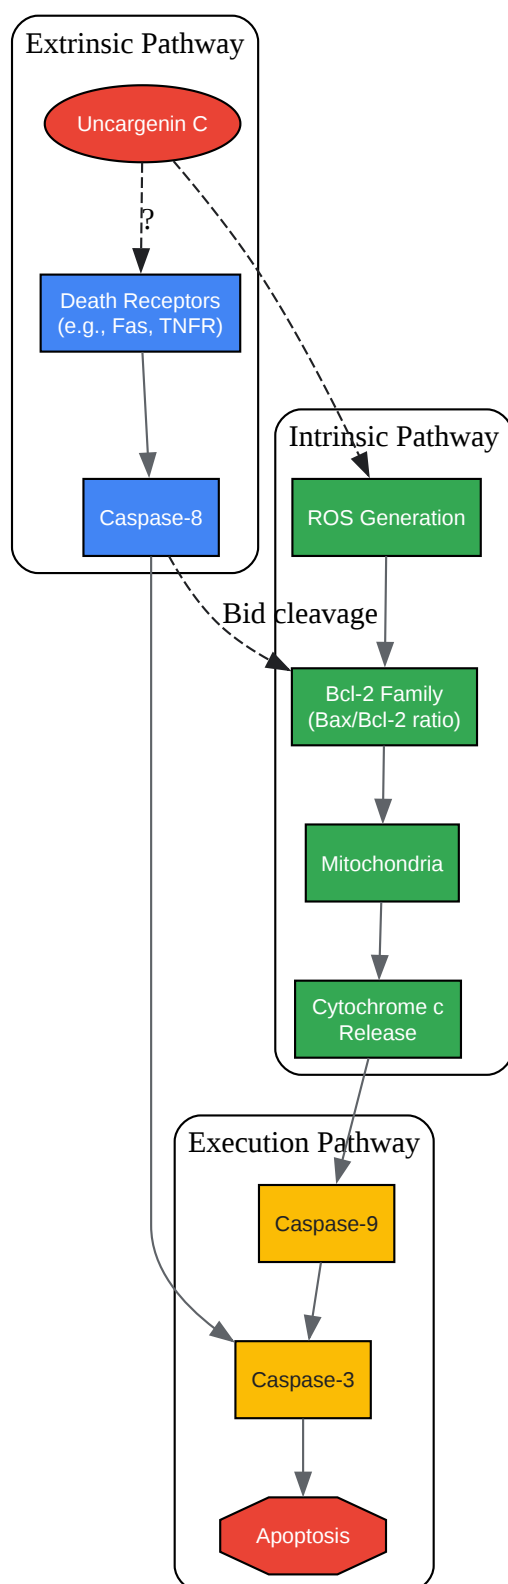 Extrinsic Pathway
Uncargenin C
?
Death Receptors
(e.g., Fas, TNFR)
Intrinsic Pathway
Caspase-8
ROS Generation
Bid cleavage
Bcl-2 Family
(Bax/Bcl-2 ratio)
Mitochondria
Cytochrome c
Release
Execution Pathway
Caspase-9
Caspase-3
Apoptosis